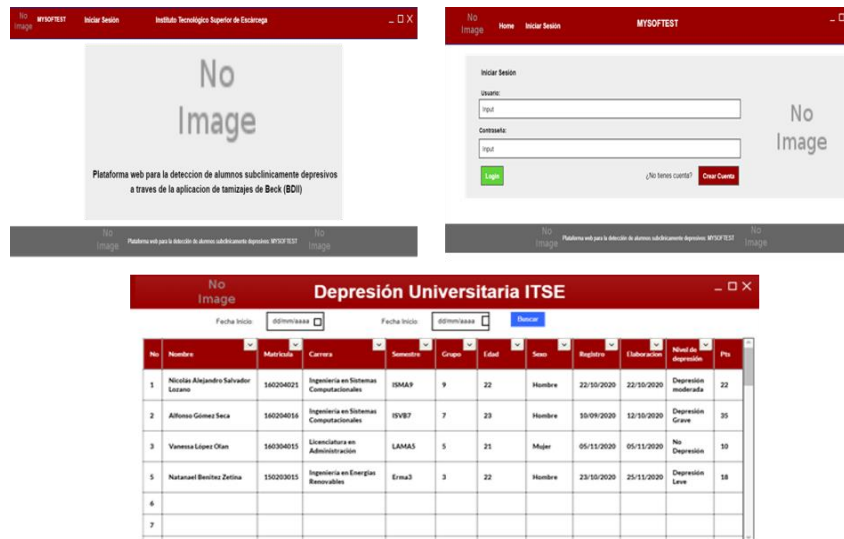 No
Image
MYSOFTEST Iniciar Sesión Instituto Tecnológico Superior de Escárcega
No
Image
Plataforma web para la deteccion de alumnos subclinicamente depresivos
a traves de la aplicacion de tamizajes de Beck (BDII)
No
Image
Plataforma web para la detección de alumnos subclínicamente depresivos: MYSOFTEST
No
Image
No
Image
Home Iniciar Sesión MYSOFTEST
Iniciar Sesión
Usuario:
Input
Contraseña:
Input
Login ¿No tienes cuenta? Crear Cuenta
No
Image
No
Image
Plataforma web para la detección de alumnos subclínicamente depresivos: MYSOFTEST
No
Image
No
Image
Depresión Universitaria ITSE
Fecha Inicio dd/mm/aaaa Fecha Inicio dd/mm/aaaa Buscar
No Nombre Matricula Carrera Semestre Grupo Edad Sexo Registro Elaboracion Nivel de depresión Pts
1 Nicolás Alejandro Salvador Lozano 160204021 Ingeniería en Sistemas Computacionales ISMA9 9 22 Hombre 22/10/2020 22/10/2020 Depresión moderada 22
2 Alfonso Gómez Seca 160204016 Ingeniería en Sistemas Computacionales ISVB7 7 23 Hombre 10/09/2020 12/10/2020 Depresión Grave 35
3 Vanessa López Olan 160304015 Licenciatura en Administración LAMA5 5 21 Mujer 05/11/2020 05/11/2020 No Depresión 10
5 Natanael Benítez Zetina 150203015 Ingeniería en Energías Renovables Erma3 3 22 Hombre 23/10/2020 25/11/2020 Depresión Leve 18
6
7